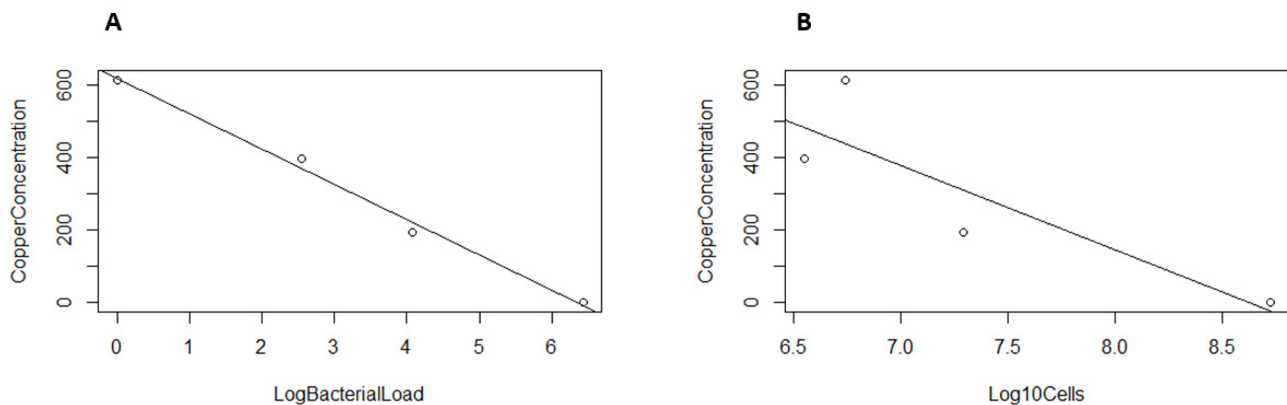 A
CopperConcentration
600
400
200
0
0 1 2 3 4 5 6
LogBacterialLoad
B
CopperConcentration
600
400
200
0
6.5 7.0 7.5 8.0 8.5
Log10Cells